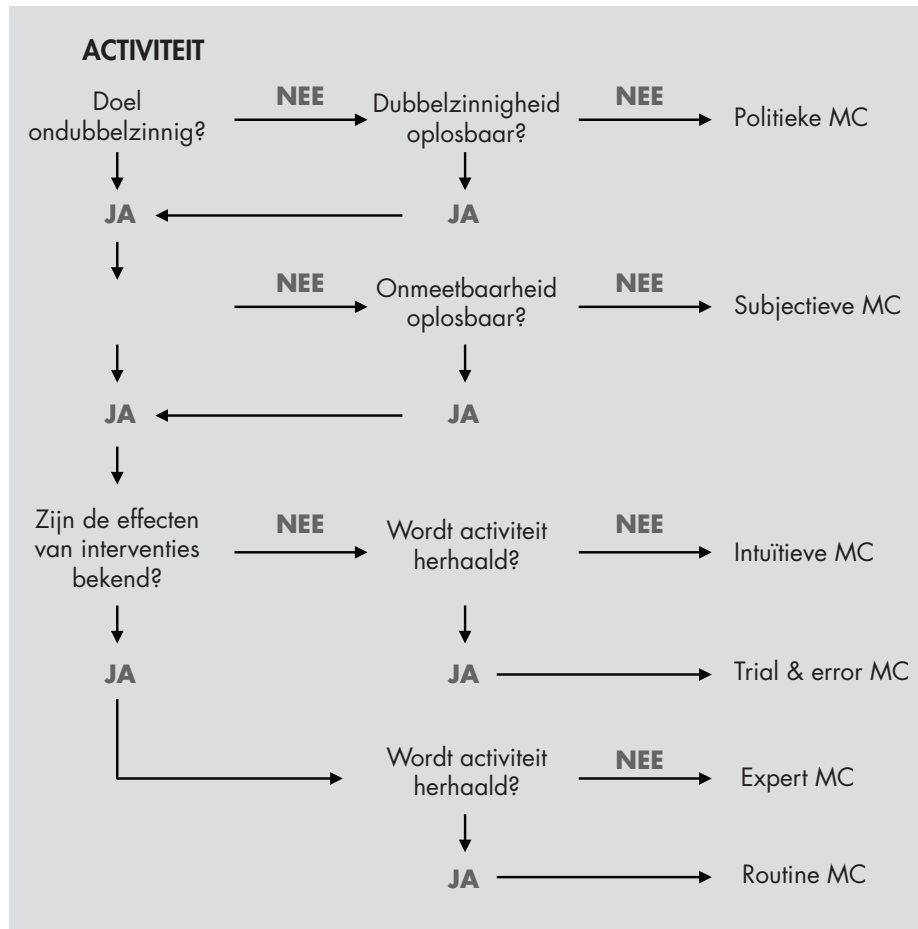 ACTIVITEIT
Doel
ondubbelzinnig?
NEE
Dubbelzinnigheid
oplosbaar?
NEE
Politieke MC
JA
JA
NEE
Onmeetbaarheid
oplosbaar?
NEE
Subjectieve MC
JA
JA
Zijn de effecten
van interventies
bekend?
NEE
Wordt activiteit
herhaald?
NEE
Intuïtieve MC
JA
JA
Trial & error MC
Wordt activiteit
herhaald?
NEE
Expert MC
JA
Routine MC